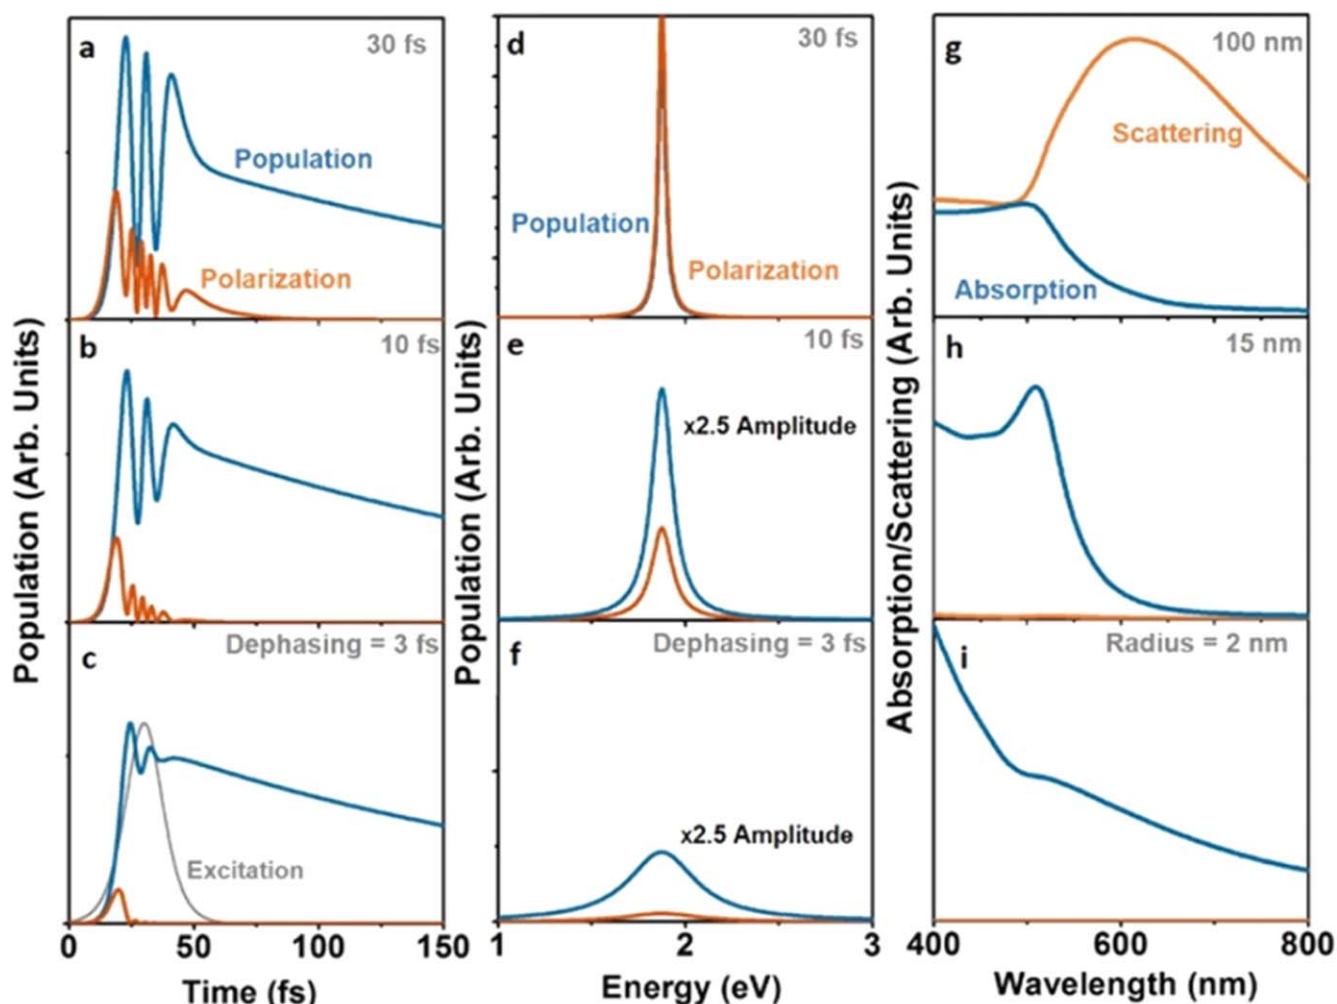 a
30 fs
Population
Polarization
b
10 fs
c
Dephasing = 3 fs
Excitation
Population (Arb. Units)
0
50
100
150
Time (fs)
d
30 fs
Population
Polarization
e
10 fs
x2.5 Amplitude
f
Dephasing = 3 fs
x2.5 Amplitude
Population (Arb. Units)
1
2
3
Energy (eV)
g
100 nm
Scattering
Absorption
h
15 nm
i
Radius = 2 nm
Absorption/Scattering (Arb. Units)
400
600
800
Wavelength (nm)